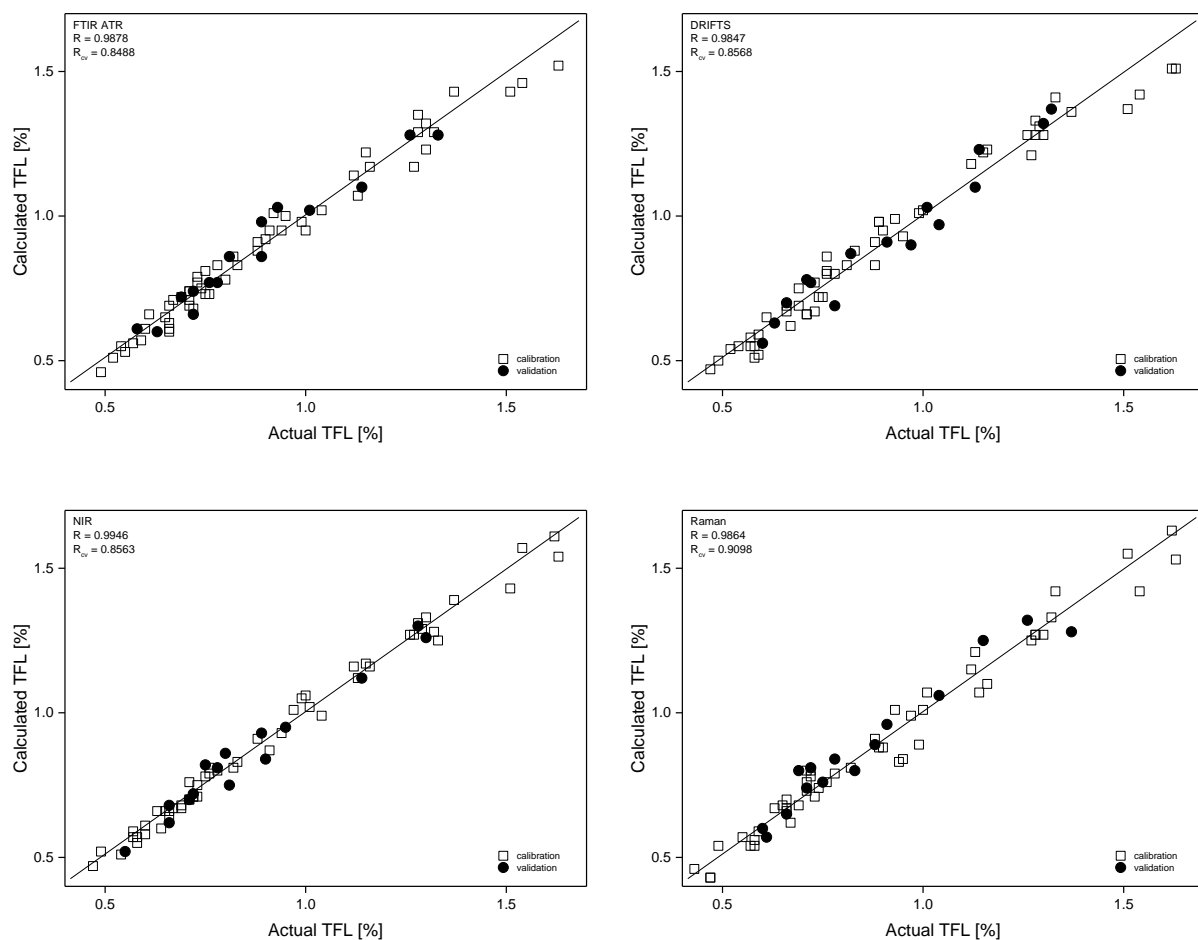 FTIR ATR
R = 0.9878
Rcv = 0.8488
1.5
1.0
0.5
Calculated TFL [%]
calibration
validation
0.5 1.0 1.5
Actual TFL [%]
DRIFTS
R = 0.9847
Rcv = 0.8568
1.5
1.0
0.5
Calculated TFL [%]
calibration
validation
0.5 1.0 1.5
Actual TFL [%]
NIR
R = 0.9946
Rcv = 0.8563
1.5
1.0
0.5
Calculated TFL [%]
calibration
validation
0.5 1.0 1.5
Actual TFL [%]
Raman
R = 0.9864
Rcv = 0.9098
1.5
1.0
0.5
Calculated TFL [%]
calibration
validation
0.5 1.0 1.5
Actual TFL [%]